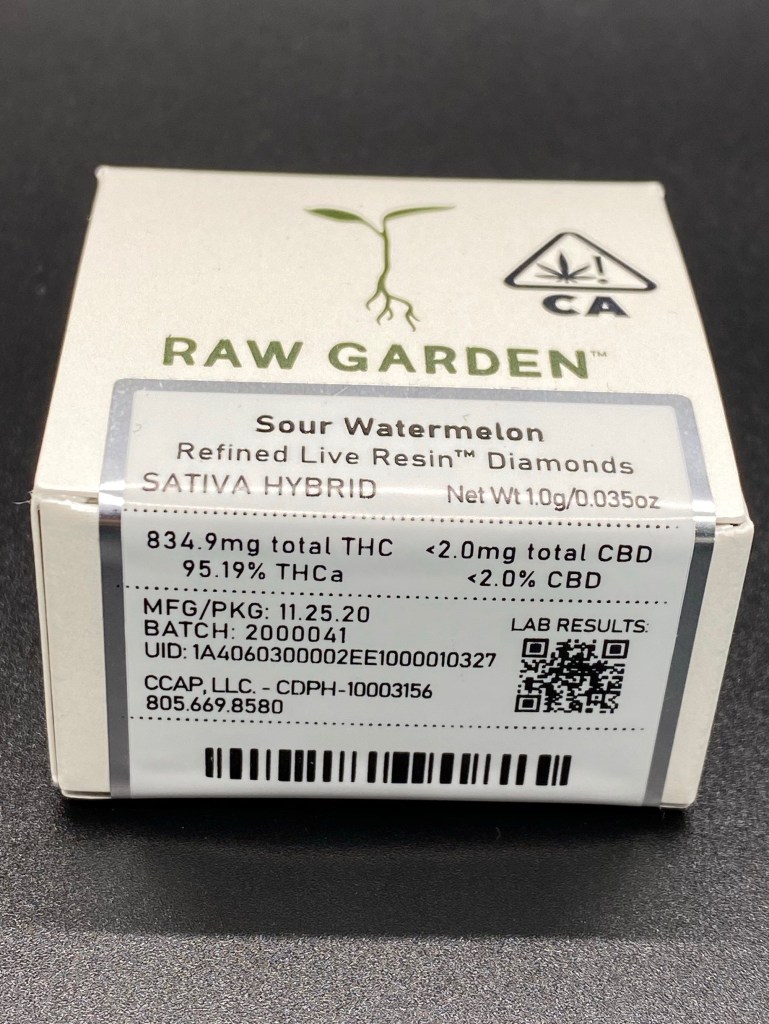 CA
RAW GARDEN™
Sour Watermelon
Refined Live Resin™ Diamonds
SATIVA HYBRID Net Wt 1.0g/0.035oz
834.9mg total THC <2.0mg total CBD
95.19% THCa <2.0% CBD
MFG/PKG: 11.25.20
BATCH: 2000041
UID: 1A4060300002EE1000010327
LAB RESULTS:
CCAP, LLC. - CDPH-10003156
805.669.8580